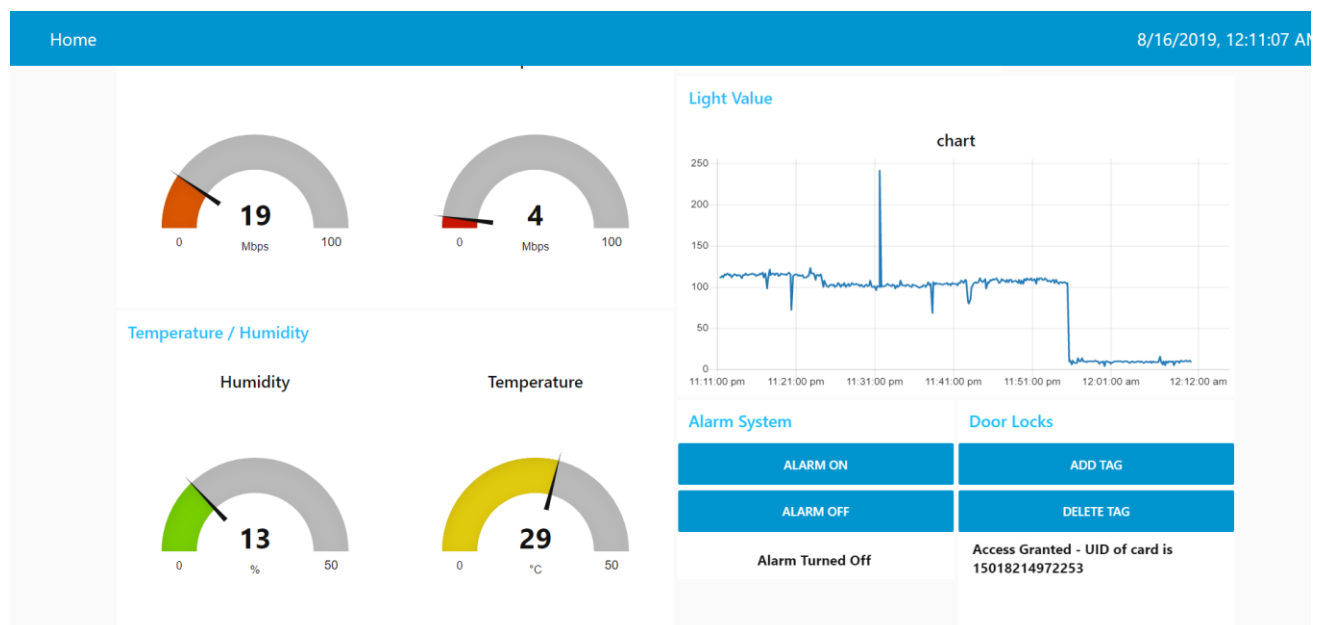 Home
8/16/2019, 12:11:07 AM
19
Mbps
0
100
4
Mbps
0
100
Light Value
chart
250
200
150
100
50
0
11:11:00 pm 11:21:00 pm 11:31:00 pm 11:41:00 pm 11:51:00 pm 12:01:00 am 12:12:00 am
Temperature / Humidity
Humidity
13
%
0
50
Temperature
29
°C
0
50
Alarm System
ALARM ON
ALARM OFF
Alarm Turned Off
Door Locks
ADD TAG
DELETE TAG
Access Granted - UID of card is
15018214972253